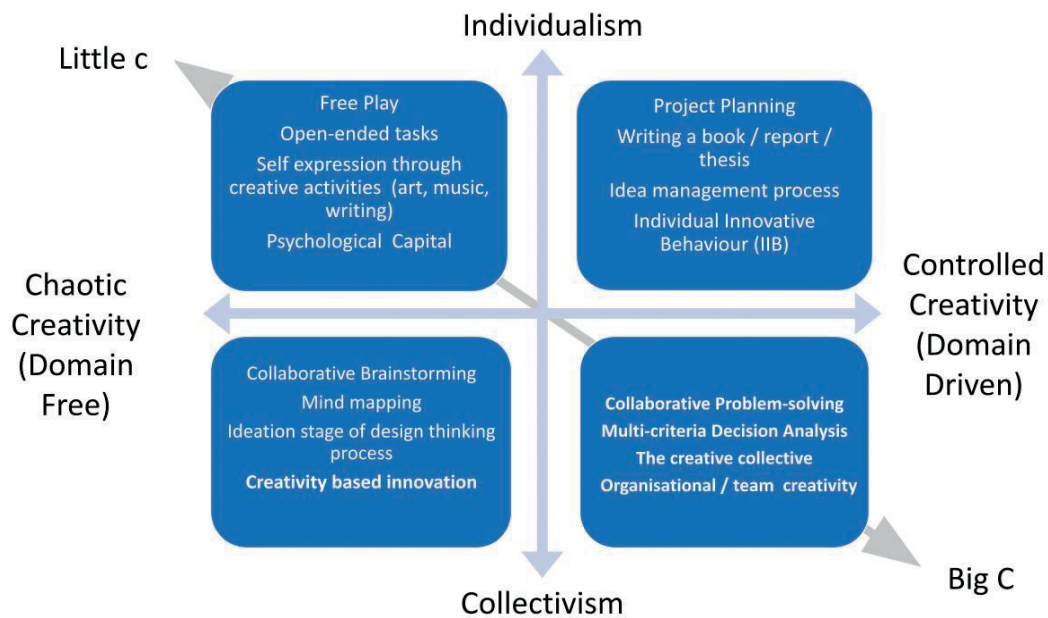 Individualism
Little c
Free Play
Open-ended tasks
Self expression through
creative activities (art, music,
writing)
Psychological Capital
Project Planning
Writing a book / report /
thesis
Idea management process
Individual Innovative
Behaviour (IIB)
Chaotic
Creativity
(Domain
Free)
Controlled
Creativity
(Domain
Driven)
Collaborative Brainstorming
Mind mapping
Ideation stage of design thinking
process
Creativity based innovation
Collaborative Problem-solving
Multi-criteria Decision Analysis
The creative collective
Organisational / team creativity
Big C
Collectivism